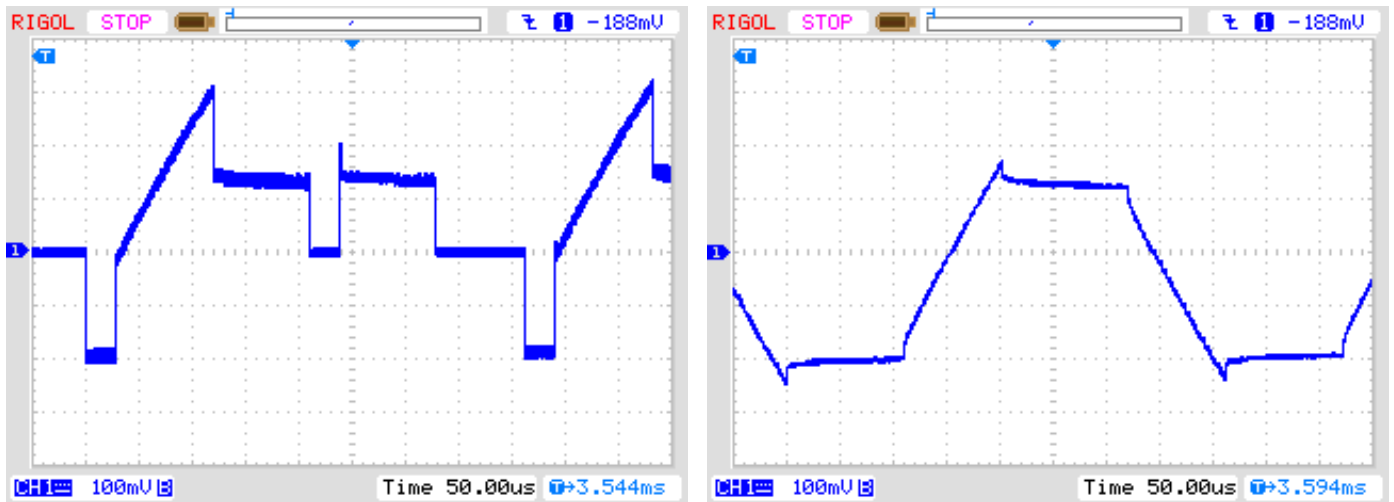 RIGOL STOP T 1 -188mV
T
1
CH1 100mV B Time 50.00us T→3.544ms
RIGOL STOP T 1 -188mV
T
1
CH1 100mV B Time 50.00us T→3.594ms